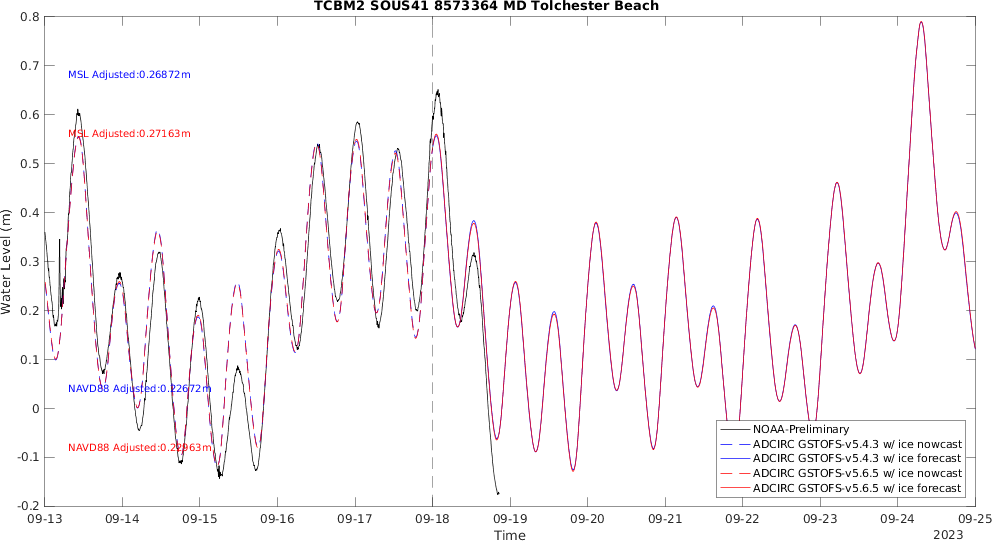 TCBM2 SOUS41 8573364 MD Tolchester Beach
Water Level (m)
0.8
0.7
0.6
0.5
0.4
0.3
0.2
0.1
0
-0.1
-0.2
MSL Adjusted:0.26872m
MSL Adjusted:0.27163m
NAVD88 Adjusted:0.22672m
NAVD88 Adjusted:0.22963m
NOAA-Preliminary
ADCIRC GSTOFS-v5.4.3 w/ ice nowcast
ADCIRC GSTOFS-v5.4.3 w/ ice forecast
ADCIRC GSTOFS-v5.6.5 w/ ice nowcast
ADCIRC GSTOFS-v5.6.5 w/ ice forecast
09-13 09-14 09-15 09-16 09-17 09-18 09-19 09-20 09-21 09-22 09-23 09-24 09-25
Time
2023